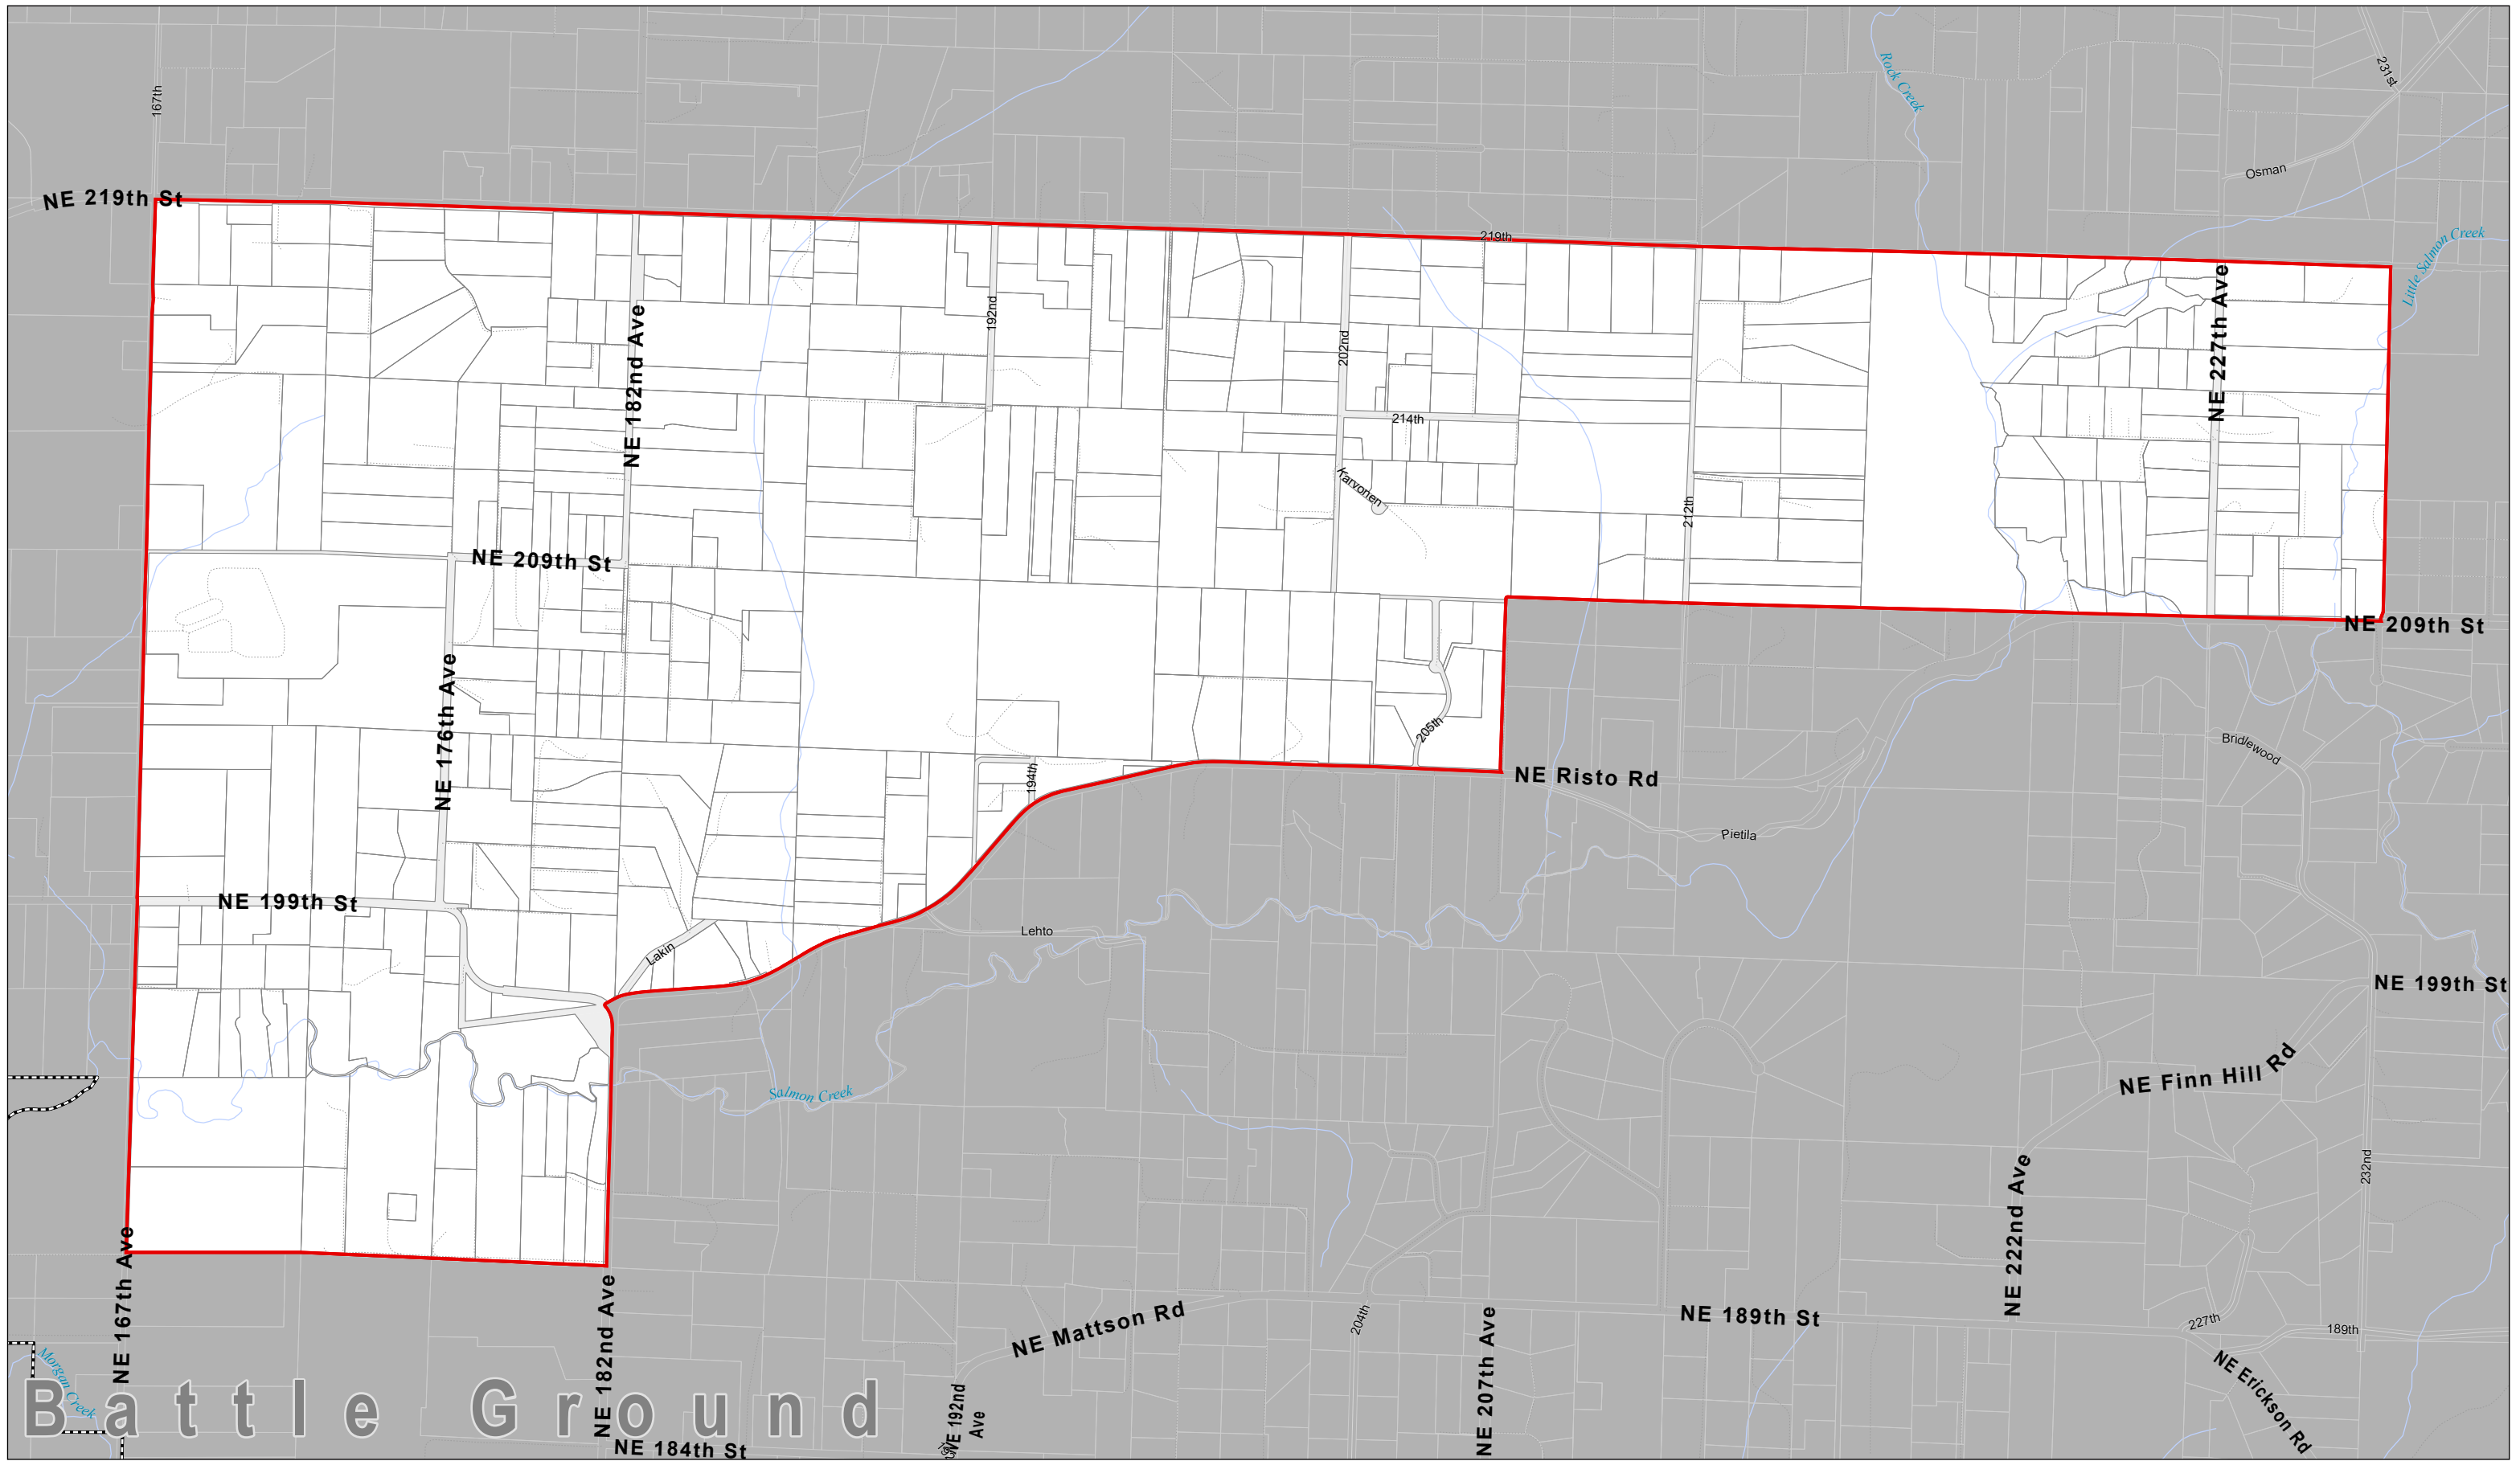 231st
Rock Creek
167th
Osman
NE 219th St
219th
Little Salmon Creek
192nd
NE 182nd Ave
202nd
NE 227th Ave
214th
Karvonen
212th
NE 209th St
NE 209th St
NE 176th Ave
205th
Bridlewood
194th
NE Risto Rd
Pietila
NE 199th St
Lehto
Lakin
NE 199th St
Salmon Creek
NE Finn Hill Rd
232nd
NE 222nd Ave
NE 167th Ave
NE 182nd Ave
NE Mattson Rd
204th
NE 207th Ave
NE 189th St
227th
189th
Morgan Creek
NE Erickson Rd
Battle Ground
NE 192nd
Ave
NE 184th St